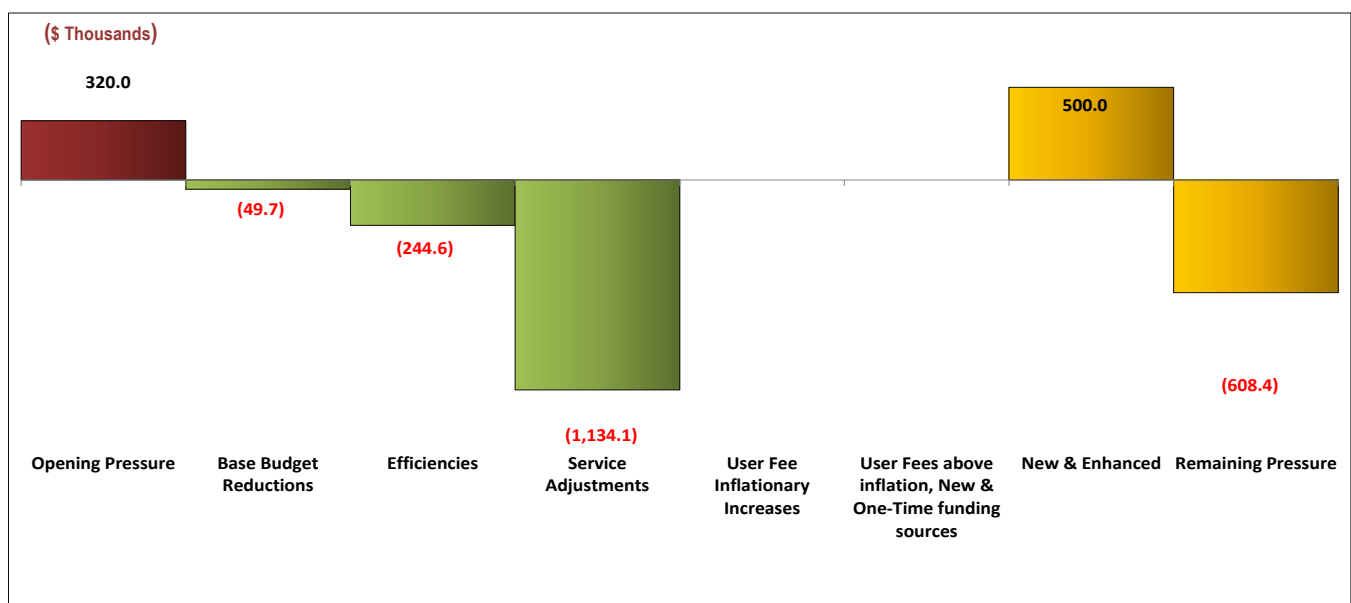 ($ Thousands)
320.0
500.0
(49.7)
(244.6)
(608.4)
(1,134.1)
Opening Pressure
Base Budget
Reductions
Efficiencies
Service
Adjustments
User Fee
Inflationary
Increases
User Fees above
inflation, New &
One-Time funding
sources
New & Enhanced
Remaining Pressure